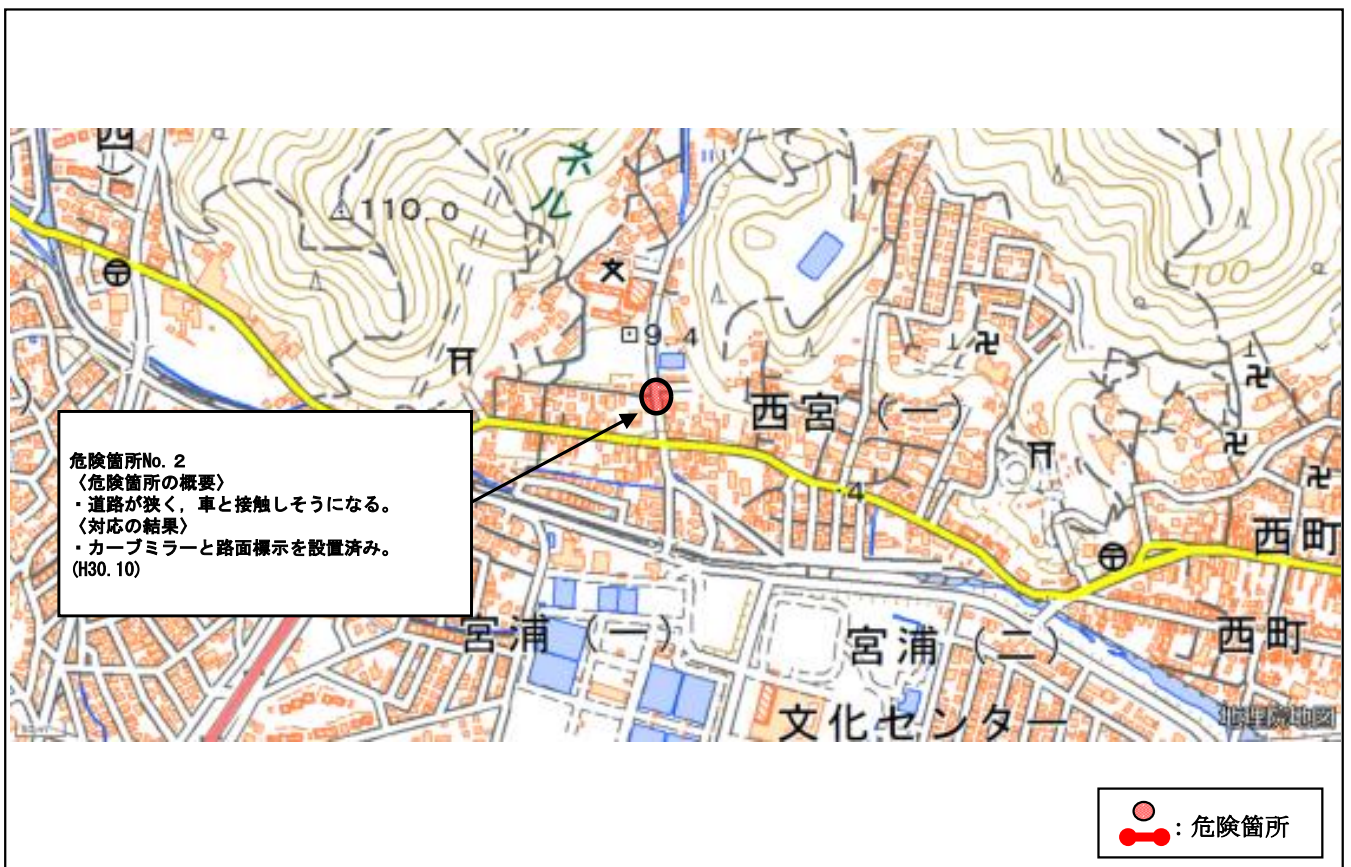 西
ネ
ル
110.0
9.4
西宮(一)
100
4
危険箇所No. 2
〈危険箇所の概要〉
・道路が狭く，車と接触しそうになる。
〈対応の結果〉
・カーブミラーと路面標示を設置済み。
(H30.10)
西町
宮浦(一)
宮浦(二)
西町
文化センター
地理院地図
：危険箇所